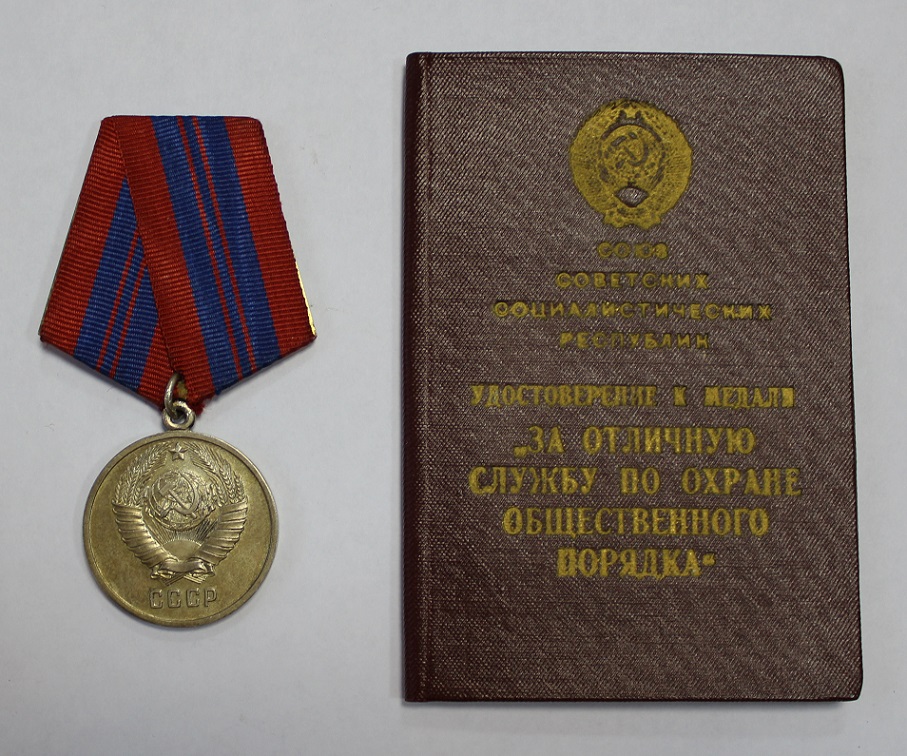 СССР
СОЮЗ
СОВЕТСКИХ
СОЦИАЛИСТИЧЕСКИХ
РЕСПУБЛИК
УДОСТОВЕРЕНИЕ К МЕДАЛИ
„ЗА ОТЛИЧНУЮ
СЛУЖБУ ПО ОХРАНЕ
ОБЩЕСТВЕННОГО
ПОРЯДКА“